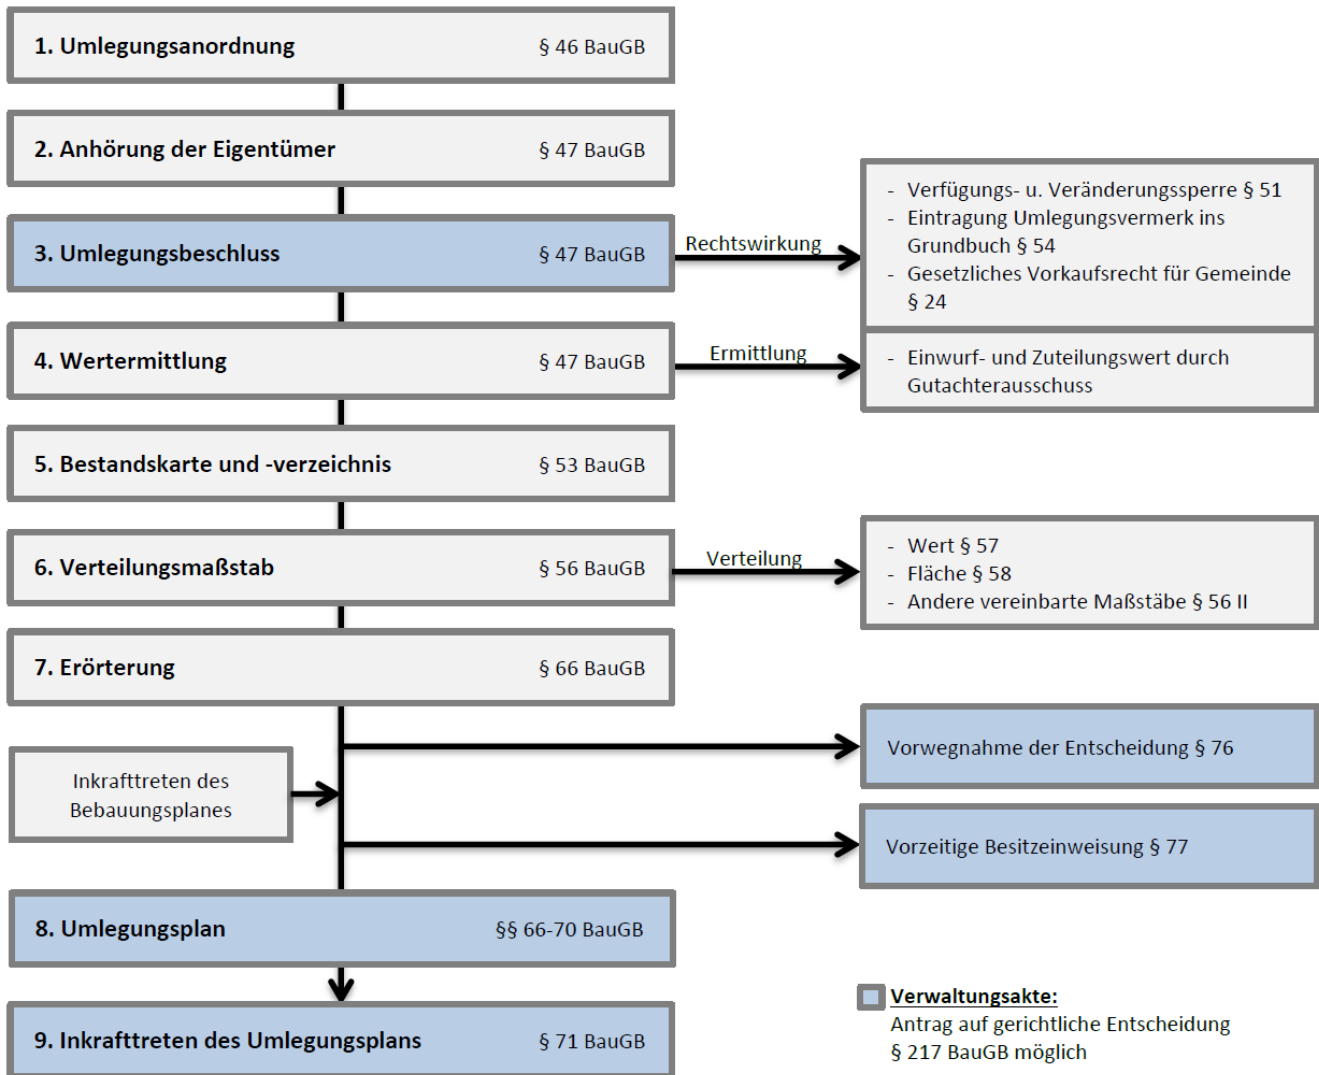 1. Umlegungsanordnung § 46 BauGB
2. Anhörung der Eigentümer § 47 BauGB
3. Umlegungsbeschluss § 47 BauGB
Rechtswirkung
- Verfügungs- u. Veränderungssperre § 51
- Eintragung Umlegungsvermerk ins
Grundbuch § 54
- Gesetzliches Vorkaufsrecht für Gemeinde
§ 24
4. Wertermittlung § 47 BauGB
Ermittlung
- Einwurf- und Zuteilungswert durch
Gutachterausschuss
5. Bestandskarte und -verzeichnis § 53 BauGB
6. Verteilungsmaßstab § 56 BauGB
Verteilung
- Wert § 57
- Fläche § 58
- Andere vereinbarte Maßstäbe § 56 II
7. Erörterung § 66 BauGB
Vorwegnahme der Entscheidung § 76
Inkrafttreten des
Bebauungsplanes
Vorzeitige Besitzeinweisung § 77
8. Umlegungsplan §§ 66-70 BauGB
9. Inkrafttreten des Umlegungsplans § 71 BauGB
Verwaltungsakte:
Antrag auf gerichtliche Entscheidung
§ 217 BauGB möglich